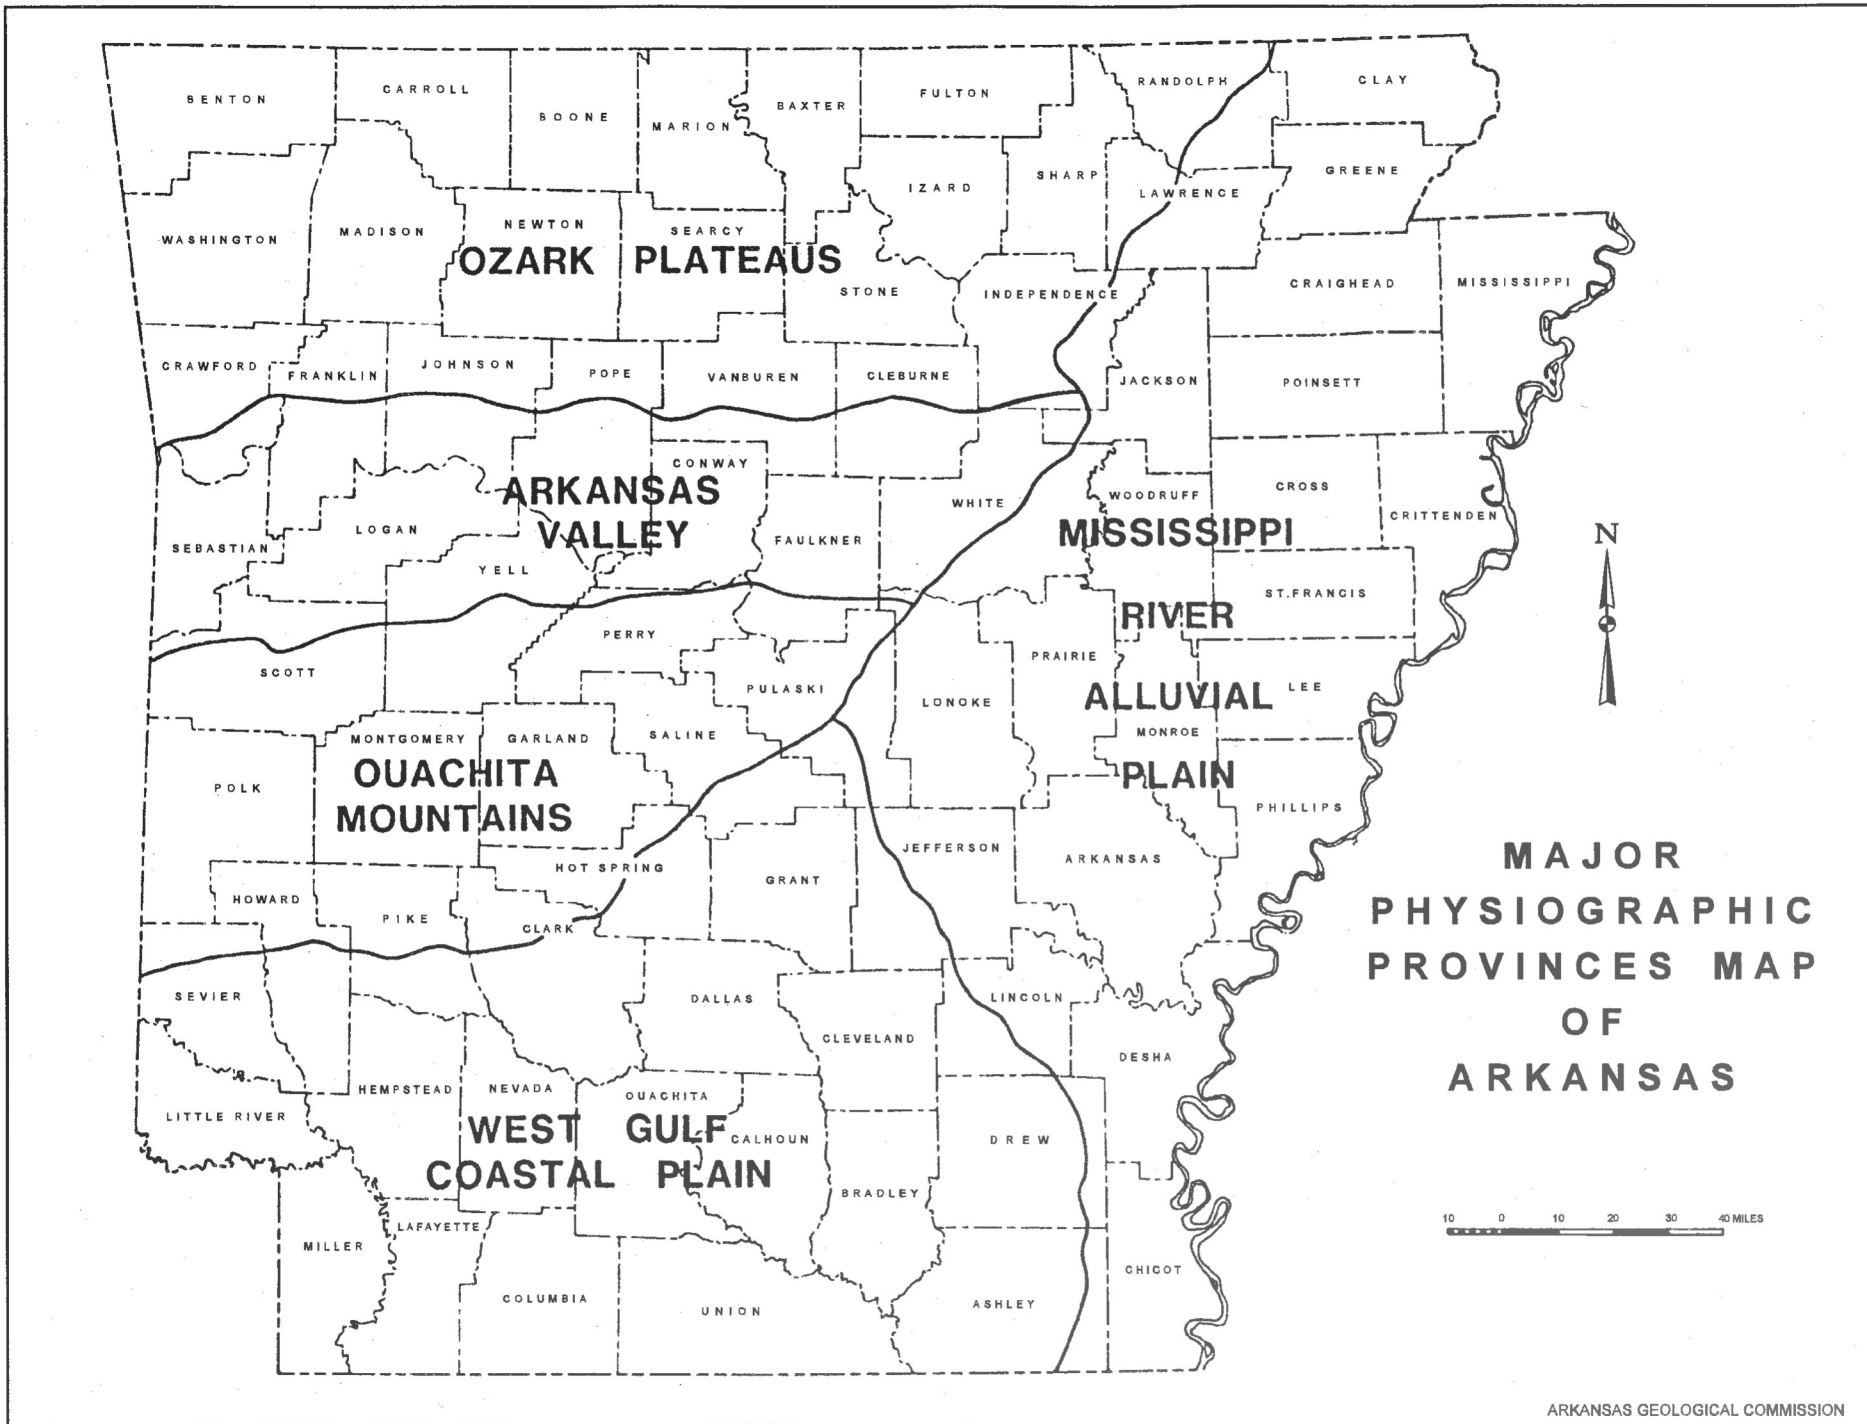 BENTON
CARROLL
BOONE
MARION
BAXTER
FULTON
RANDOLPH
CLAY
IZARD
SHARP
LAWRENCE
GREENE
WASHINGTON
MADISON
NEWTON
SEARCY
OZARK PLATEAUS
STONE
INDEPENDENCE
CRAIGHEAD
MISSISSIPPI
CRAWFORD
FRANKLIN
JOHNSON
POPE
VANBUREN
CLEBURNE
JACKSON
POINSETT
CONWAY
ARKANSAS
VALLEY
WHITE
WOODRUFF
CROSS
CRITTENDEN
SEBASTIAN
LOGAN
YELL
FAULKNER
MISSISSIPPI
RIVER
ALLUVIAL
PLAIN
ST.FRANCIS
N
SCOTT
PERRY
PULASKI
LONOKE
PRAIRIE
MONROE
LEE
POLK
MONTGOMERY
GARLAND
SALINE
OUACHITA
MOUNTAINS
PHILLIPS
HOT SPRING
GRANT
JEFFERSON
ARKANSAS
HOWARD
PIKE
CLARK
MAJOR
PHYSIOGRAPHIC
PROVINCES MAP
OF
ARKANSAS
SEVIER
DALLAS
CLEVELAND
LINCOLN
DESHA
LITTLE RIVER
HEMPSTEAD
NEVADA
OUACHITA
WEST GULF
COASTAL PLAIN
CALHOUN
DREW
BRADLEY
MILLER
LAFAYETTE
COLUMBIA
UNION
ASHLEY
CHICOT
10 0 10 20 30 40 MILES
ARKANSAS GEOLOGICAL COMMISSION